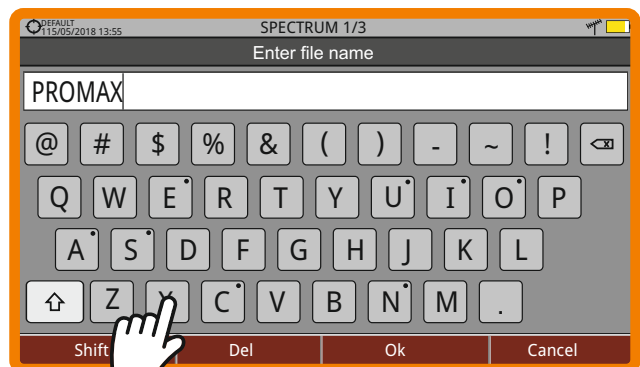 DEFAULT
115/05/2018 13:55
SPECTRUM 1/3
Enter file name
PROMAX
@ # $ % & ( ) - ~ !
Q W E R T Y U I O P
A S D F G H J K L
Z X C V B N M .
Shift Del Ok Cancel